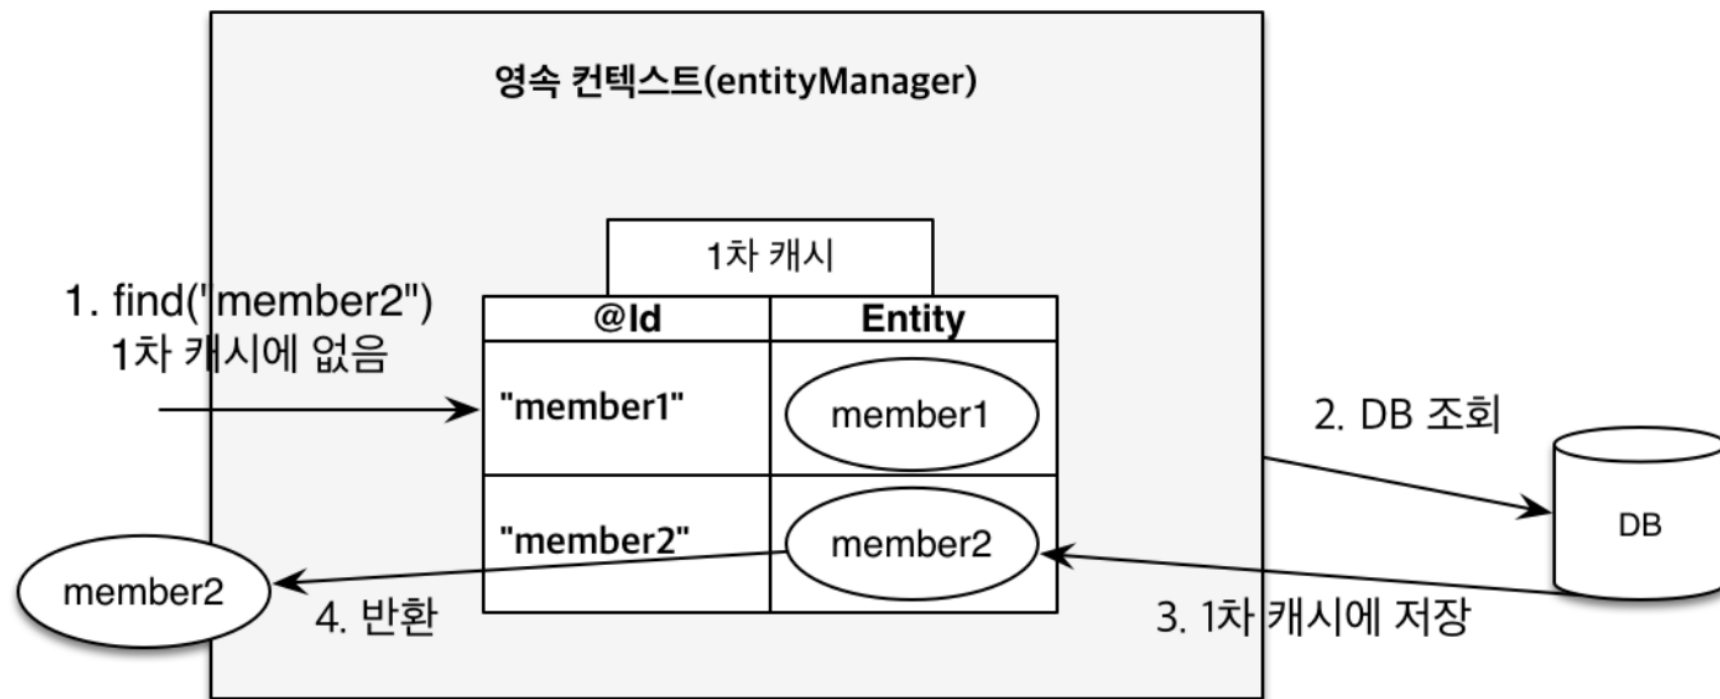 영속 컨텍스트(entityManager)
1차 캐시
1. find("member2")
1차 캐시에 없음
@Id Entity
"member1" member1
"member2" member2
2. DB 조회
DB
3. 1차 캐시에 저장
4. 반환
member2